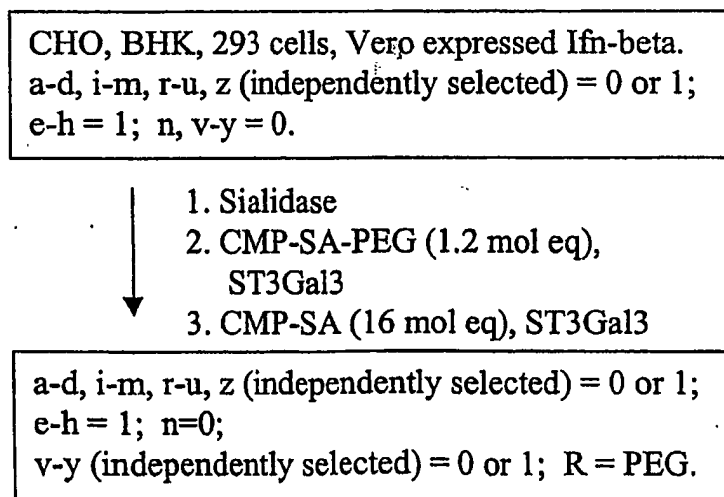 CHO, BHK, 293 cells, Vero expressed Ifn-beta.
a-d, i-m, r-u, z (independently selected) = 0 or 1;
e-h = 1; n, v-y = 0.
1. Sialidase
2. CMP-SA-PEG (1.2 mol eq),
ST3Gal3
3. CMP-SA (16 mol eq), ST3Gal3
a-d, i-m, r-u, z (independently selected) = 0 or 1;
e-h = 1; n=0;
v-y (independently selected) = 0 or 1; R = PEG.